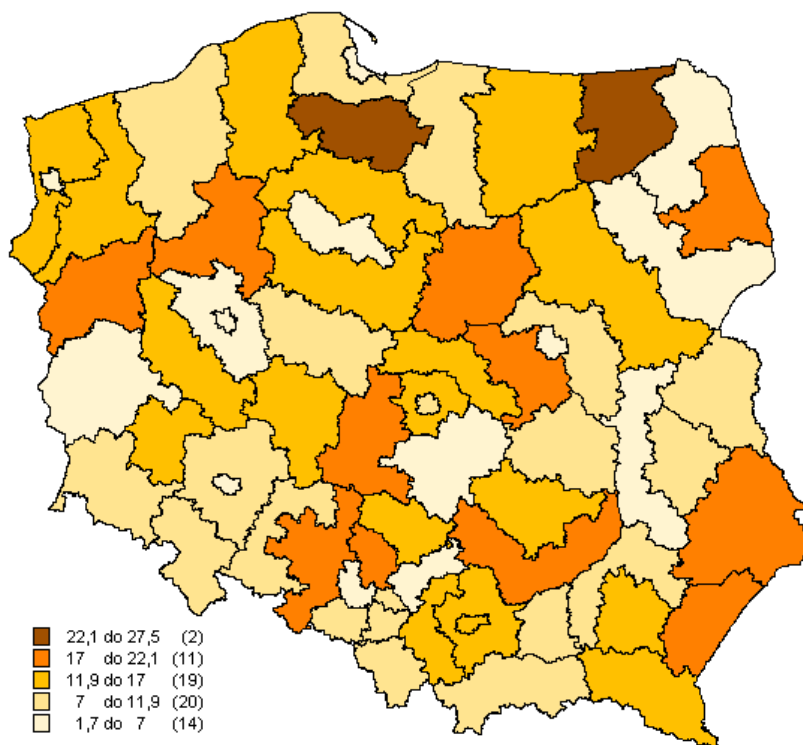 22,1 do 27,5 (2)
17 do 22,1 (11)
11,9 do 17 (19)
7 do 11,9 (20)
1,7 do 7 (14)